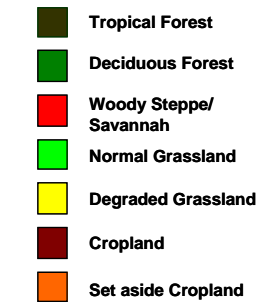 Tropical Forest
Deciduous Forest
Woody Steppe/
Savannah
Normal Grassland
Degraded Grassland
Cropland
Set aside Cropland